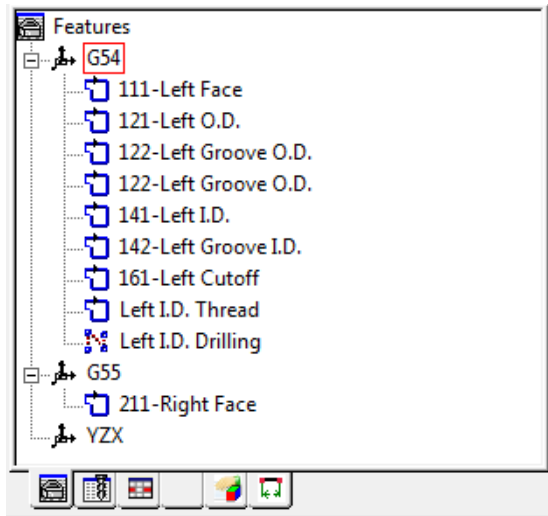 Features
G54
111-Left Face
121-Left O.D.
122-Left Groove O.D.
122-Left Groove O.D.
141-Left I.D.
142-Left Groove I.D.
161-Left Cutoff
Left I.D. Thread
Left I.D. Drilling
G55
211-Right Face
YZX